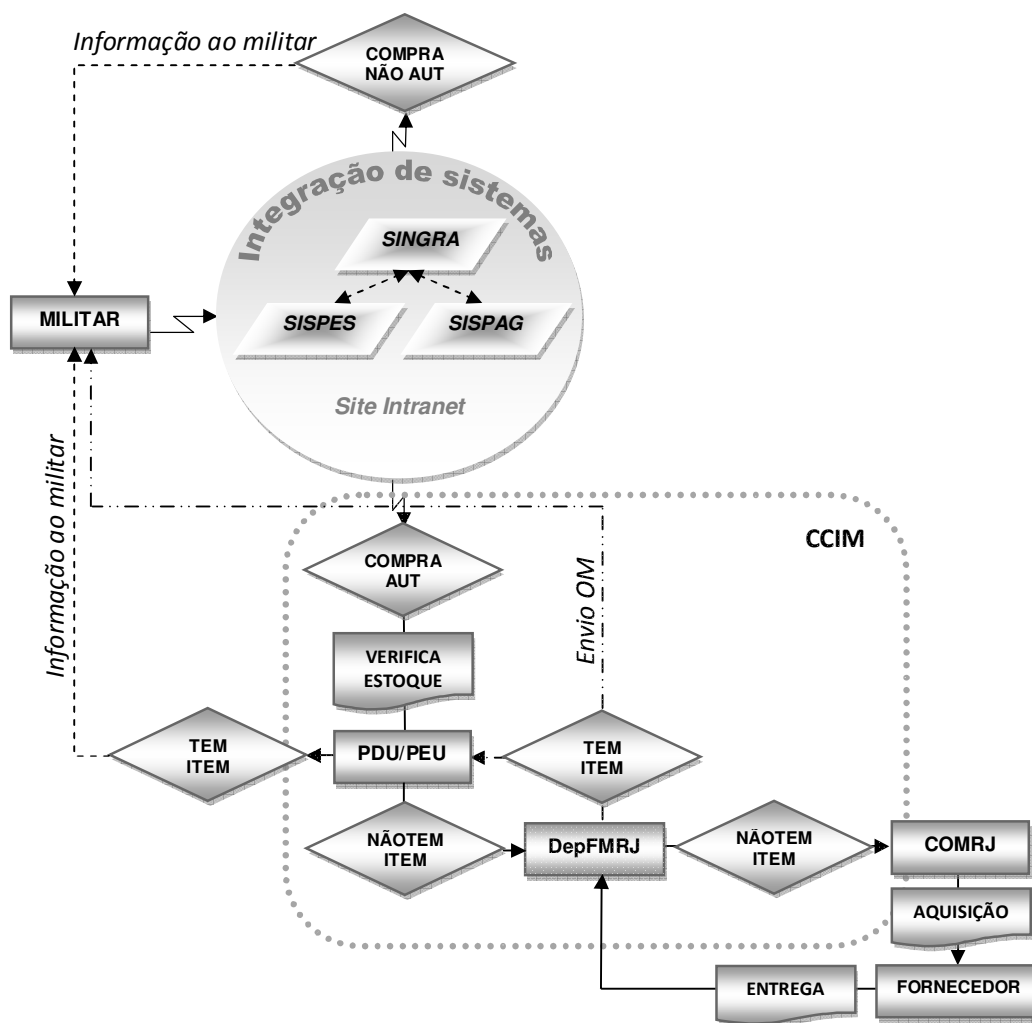 Informação ao militar
COMPRA
NÃO AUT
Integração de sistemas
SINGRA
MILITAR
SISPES
SISPAG
Site Intranet
Informação ao militar
CCIM
COMPRA
AUT
Envio OM
VERIFICA
ESTOQUE
TEM
ITEM
PDU/PEU
TEM
ITEM
NÃOTEM
ITEM
DepFMRJ
NÃOTEM
ITEM
COMRJ
AQUISIÇÃO
ENTREGA
FORNECEDOR